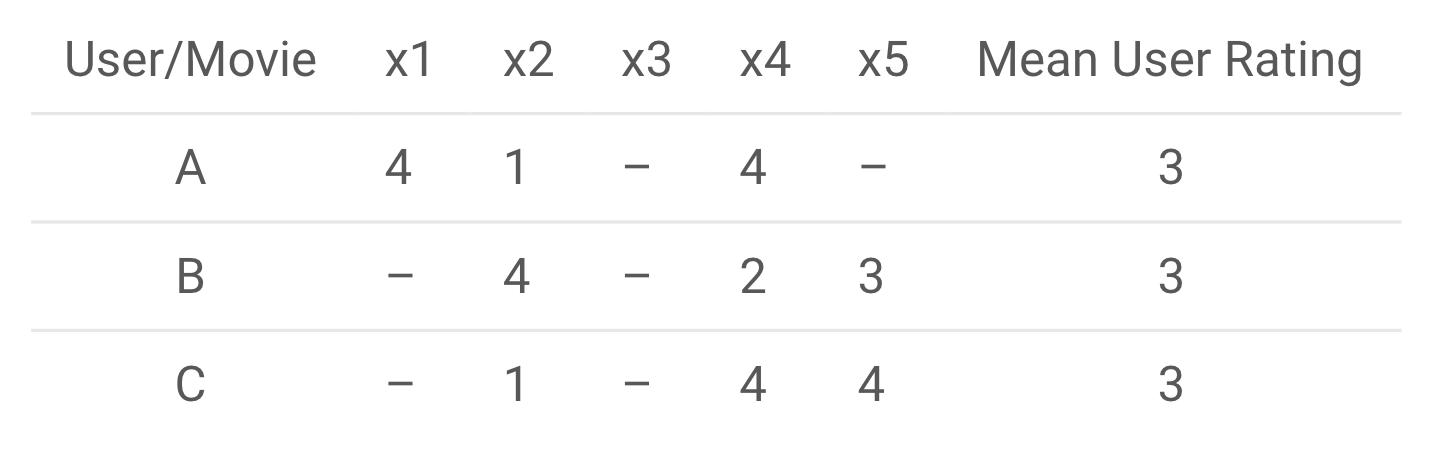 User/Movie x1 x2 x3 x4 x5 Mean User Rating
A 4 1 – 4 – 3
B – 4 – 2 3 3
C – 1 – 4 4 3